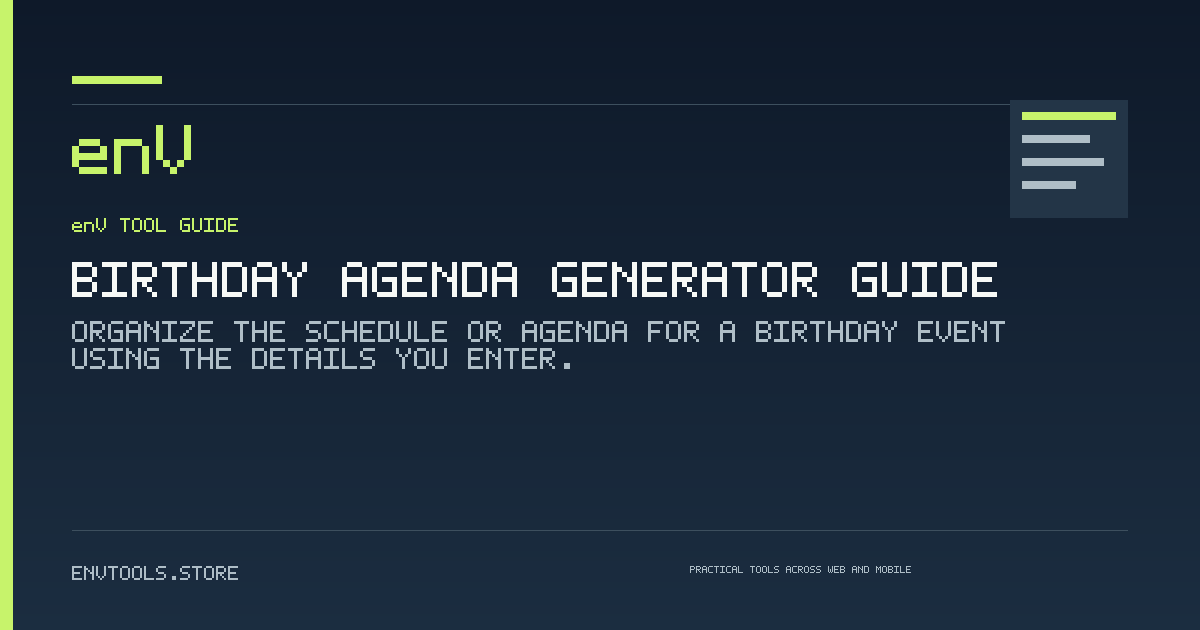 enV
enV TOOL GUIDE
BIRTHDAY AGENDA GENERATOR GUIDE
ORGANIZE THE SCHEDULE OR AGENDA FOR A BIRTHDAY EVENT
USING THE DETAILS YOU ENTER.
ENVTOOLS.STORE
PRACTICAL TOOLS ACROSS WEB AND MOBILE